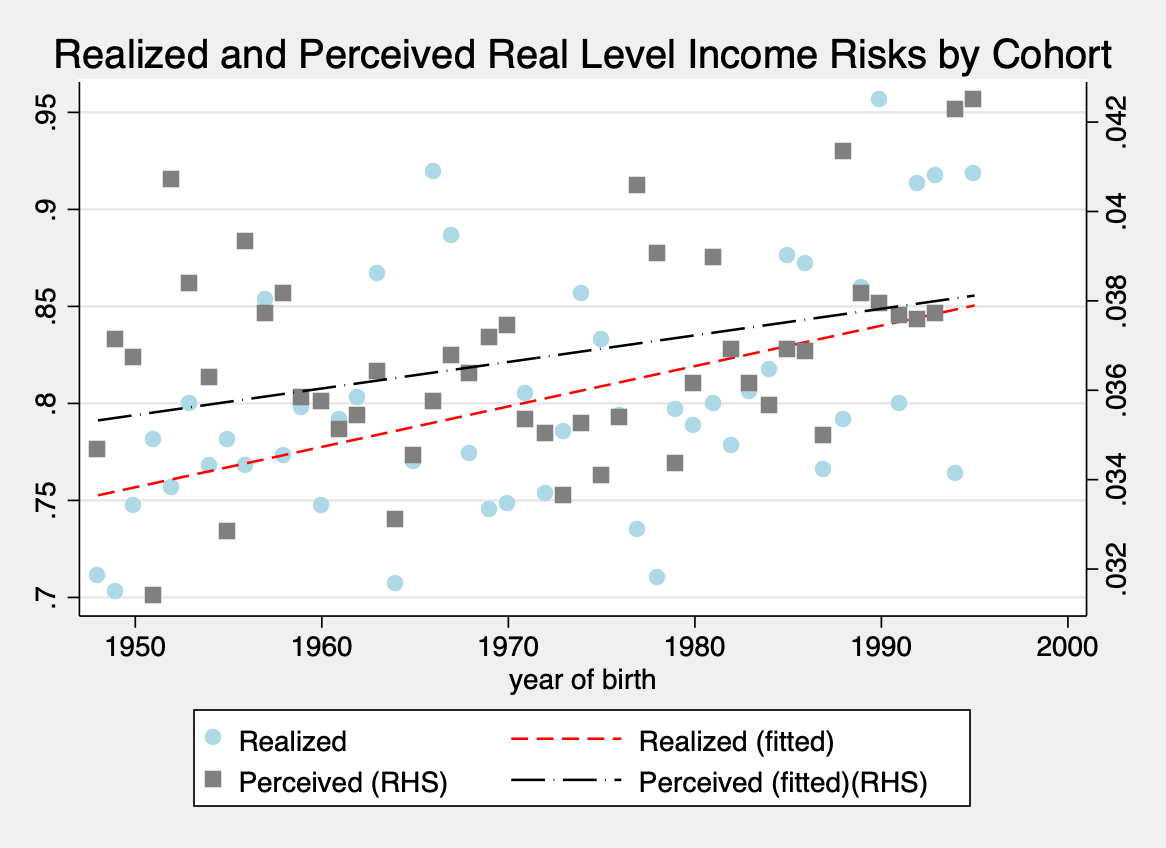 Realized and Perceived Real Level Income Risks by Cohort
.95
.9
.85
.8
.75
.7
.042
.04
.038
.036
.034
.032
1950 1960 1970 1980 1990 2000
year of birth
Realized Realized (fitted)
Perceived (RHS) Perceived (fitted)(RHS)